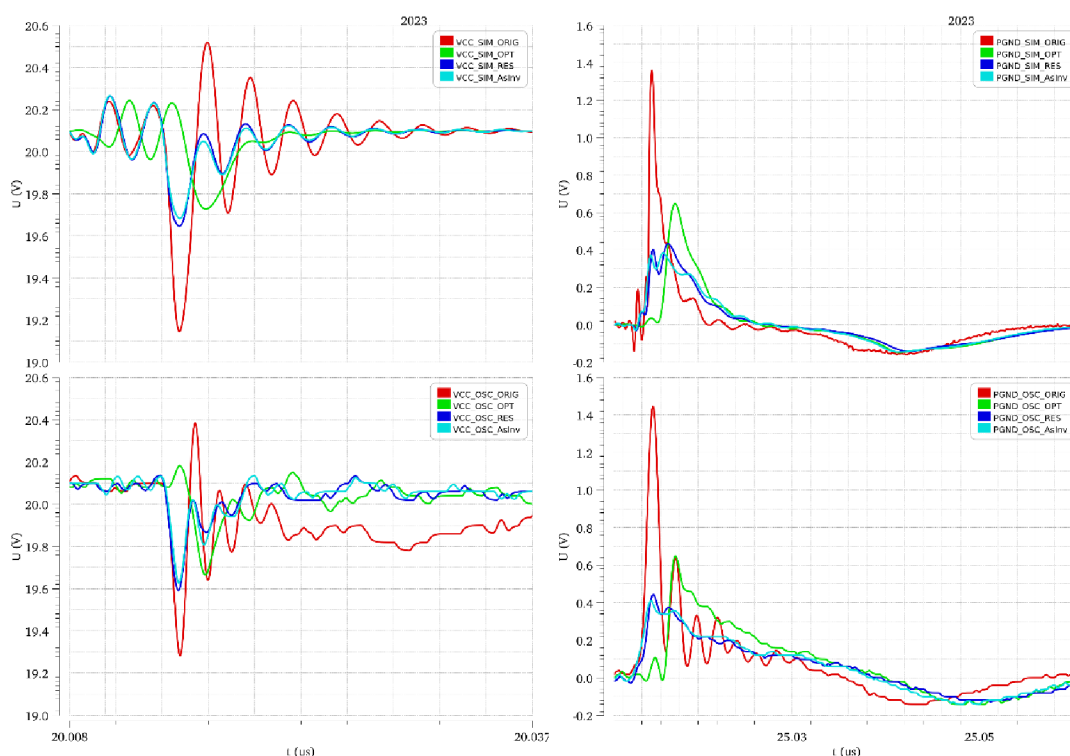 2023
20.6
20.4
20.2
20.0
19.8
19.6
19.4
19.2
19.0
U (V)
VCC_SIM_ORIG
VCC_SIM_OPT
VCC_SIM_RES
VCC_SIM_AsInv
2023
1.6
1.4
1.2
1.0
0.8
0.6
0.4
0.2
0.0
-0.2
U (V)
PGND_SIM_ORIG
PGND_SIM_OPT
PGND_SIM_RES
PGND_SIM_AsInv
20.6
20.4
20.2
20.0
19.8
19.6
19.4
19.2
19.0
U (V)
VCC_OSC_ORIG
VCC_OSC_OPT
VCC_OSC_RES
VCC_OSC_AsInv
20.008
20.037
t (us)
1.6
1.4
1.2
1.0
0.8
0.6
0.4
0.2
0.0
-0.2
U (V)
PGND_OSC_ORIG
PGND_OSC_OPT
PGND_OSC_RES
PGND_OSC_AsInv
25.03
25.05
t (us)